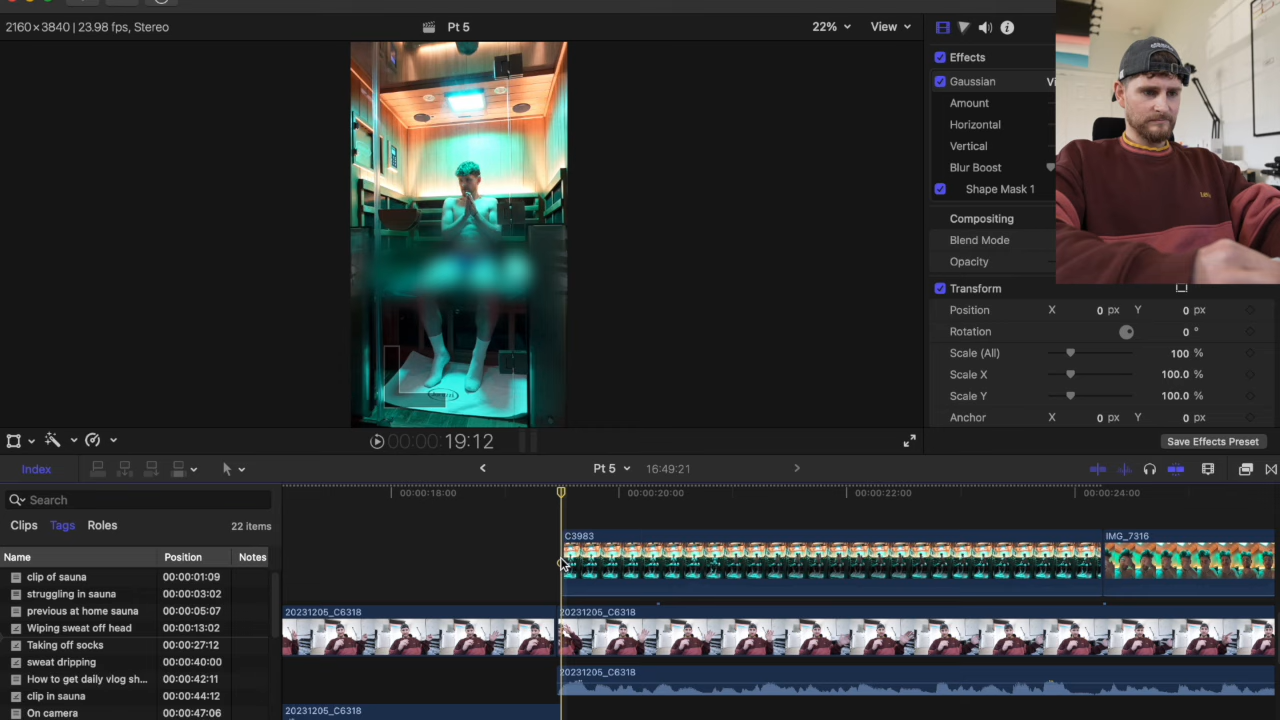 2160×3840 | 23.98 fps, Stereo
Pt 5
22%
View
Effects
Gaussian Vi
Amount
Horizontal
Vertical
Blur Boost
Shape Mask 1
Compositing
Blend Mode
Opacity
Transform
Position X 0 px Y 0 px
Rotation 0 °
Scale (All) 100 %
Scale X 100.0 %
Scale Y 100.0 %
Anchor X 0 px Y 0 px
00:00:19:12
Save Effects Preset
Index
Pt 5
16:49:21
Search
Clips Tags Roles 22 items
Name Position Notes
clip of sauna 00:00:01:09
struggling in sauna 00:00:03:02
previous at home sauna 00:00:05:07
Wiping sweat off head 00:00:13:02
Taking off socks 00:00:27:12
sweat dripping 00:00:40:00
How to get daily vlog sh... 00:00:42:11
clip in sauna 00:00:44:12
On camera 00:00:47:06
00:00:18:00 00:00:20:00 00:00:22:00 00:00:24:00
C3983 IMG_7316
20231205_C6318 20231205_C6318
20231205_C6318
20231205_C6318